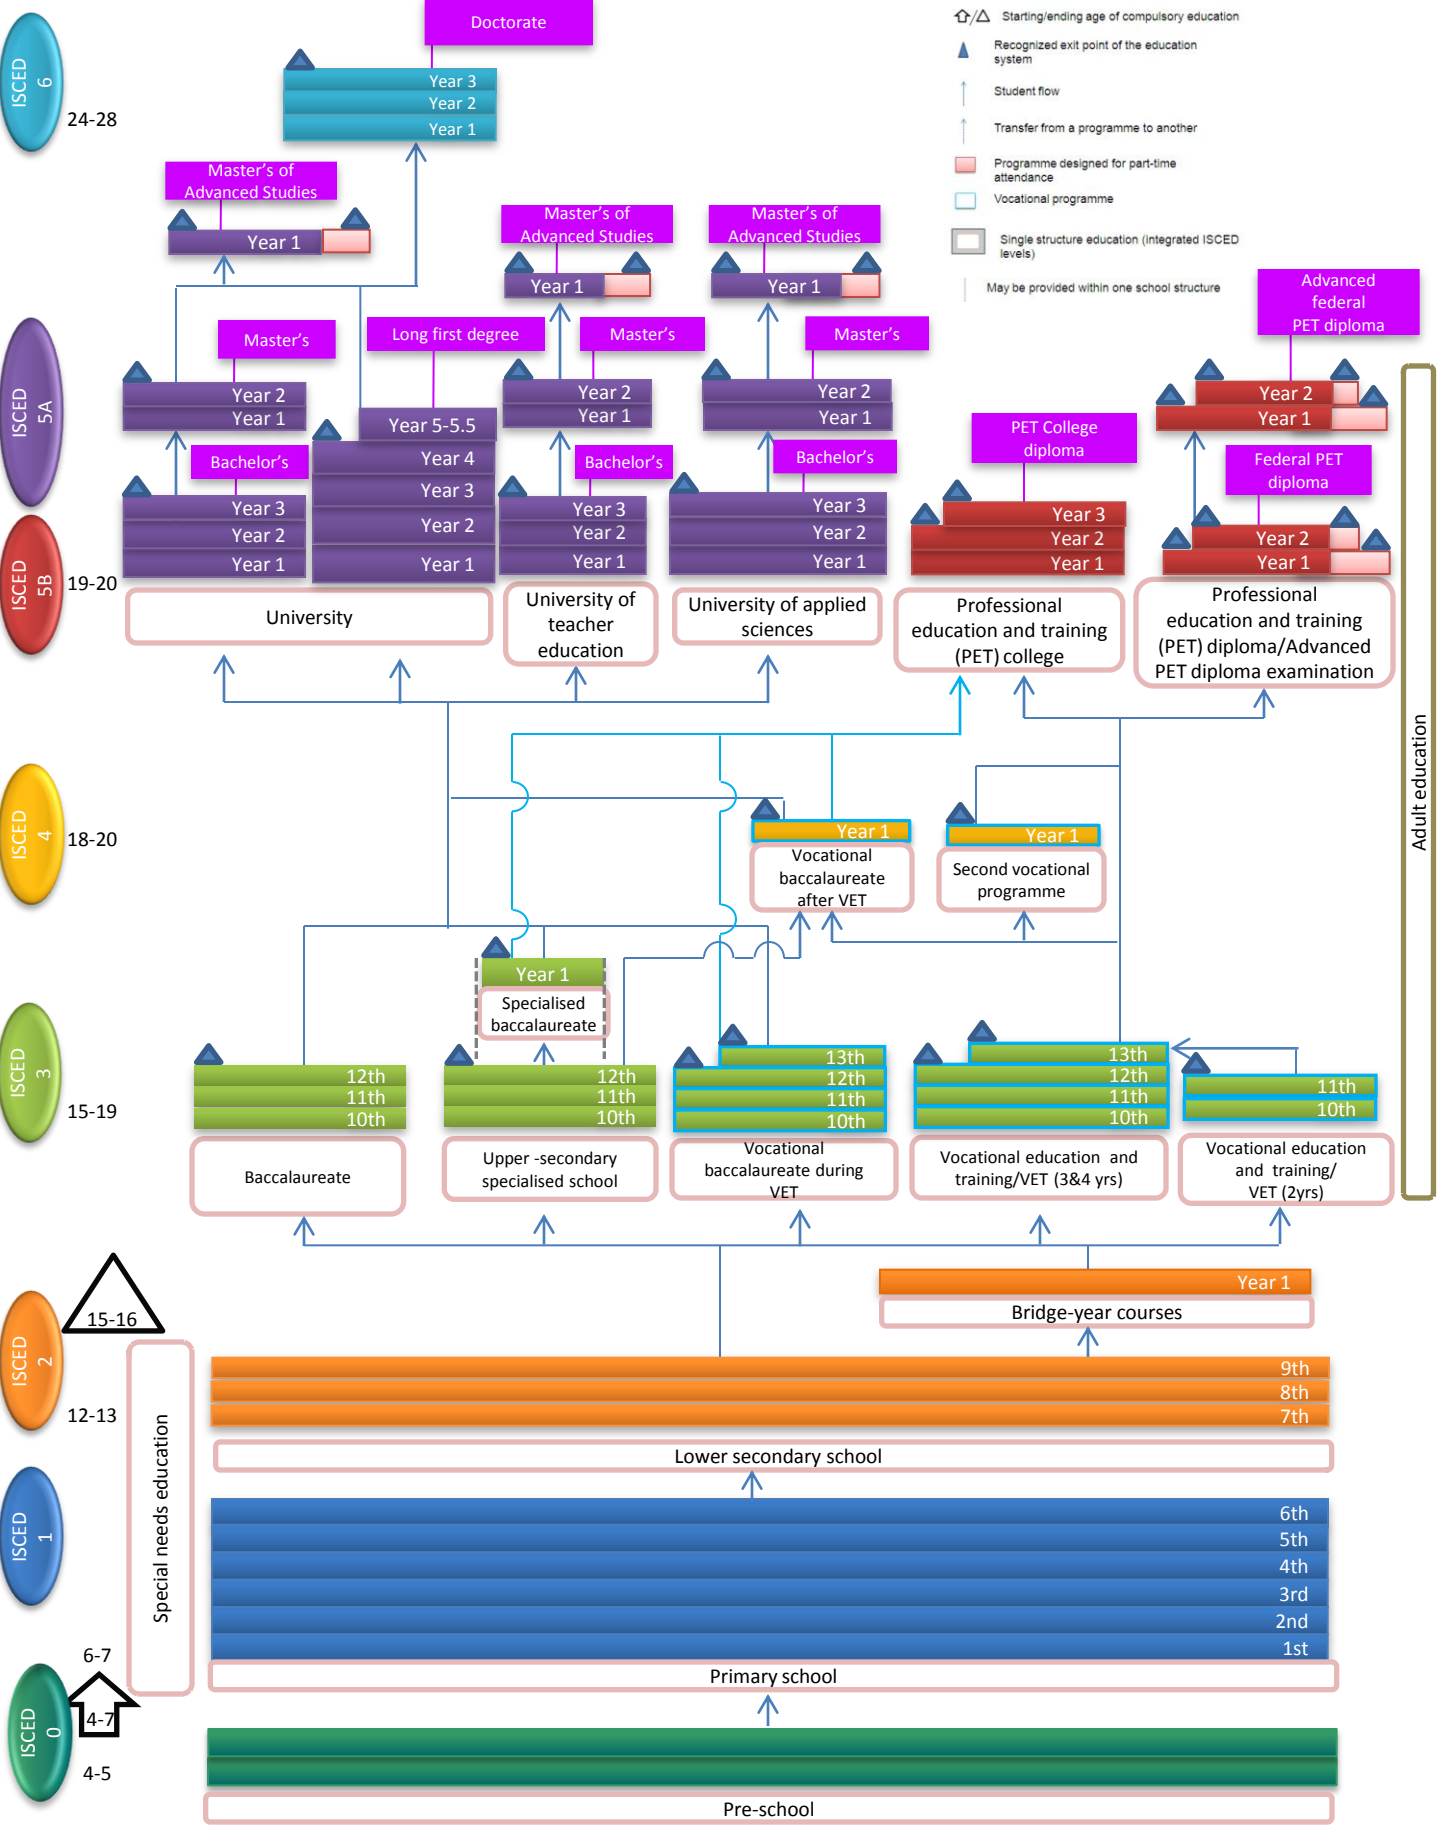 Doctorate
Starting/ending age of compulsory education
Recognized exit point of the education
system
Student flow
Transfer from a programme to another
Programme designed for part-time
attendance
Vocational programme
Single structure education (integrated ISCED
levels)
May be provided within one school structure
ISCED
6
24-28
Year 3
Year 2
Year 1
Master's of
Advanced Studies
Year 1
Master's of
Advanced Studies
Year 1
Master's of
Advanced Studies
Year 1
Advanced
federal
PET diploma
ISCED
5A
Master's
Year 2
Year 1
Long first degree
Year 5-5.5
Year 4
Year 3
Year 2
Year 1
Master's
Year 2
Year 1
Master's
Year 2
Year 1
Year 2
Year 1
Bachelor's
Year 3
Year 2
Year 1
Bachelor's
Year 3
Year 2
Year 1
Bachelor's
Year 3
Year 2
Year 1
PET College
diploma
Year 3
Year 2
Year 1
Federal PET
diploma
Year 2
Year 1
ISCED
5B
19-20
University
University of
teacher
education
University of applied
sciences
Professional
education and training
(PET) college
Professional
education and training
(PET) diploma/Advanced
PET diploma examination
Adult education
ISCED
4
18-20
Year 1
Vocational
baccalaureate
after VET
Year 1
Second vocational
programme
Year 1
Specialised
baccalaureate
ISCED
3
15-19
12th
11th
10th
Baccalaureate
12th
11th
10th
Upper -secondary
specialised school
13th
12th
11th
10th
Vocational
baccalaureate during
VET
13th
12th
11th
10th
Vocational education and
training/VET (3&4 yrs)
11th
10th
Vocational education
and training/
VET (2yrs)
15-16
Year 1
Bridge-year courses
ISCED
2
12-13
9th
8th
7th
Lower secondary school
Special needs education
ISCED
1
6th
5th
4th
3rd
2nd
1st
Primary school
6-7
4-7
ISCED
0
4-5
Pre-school